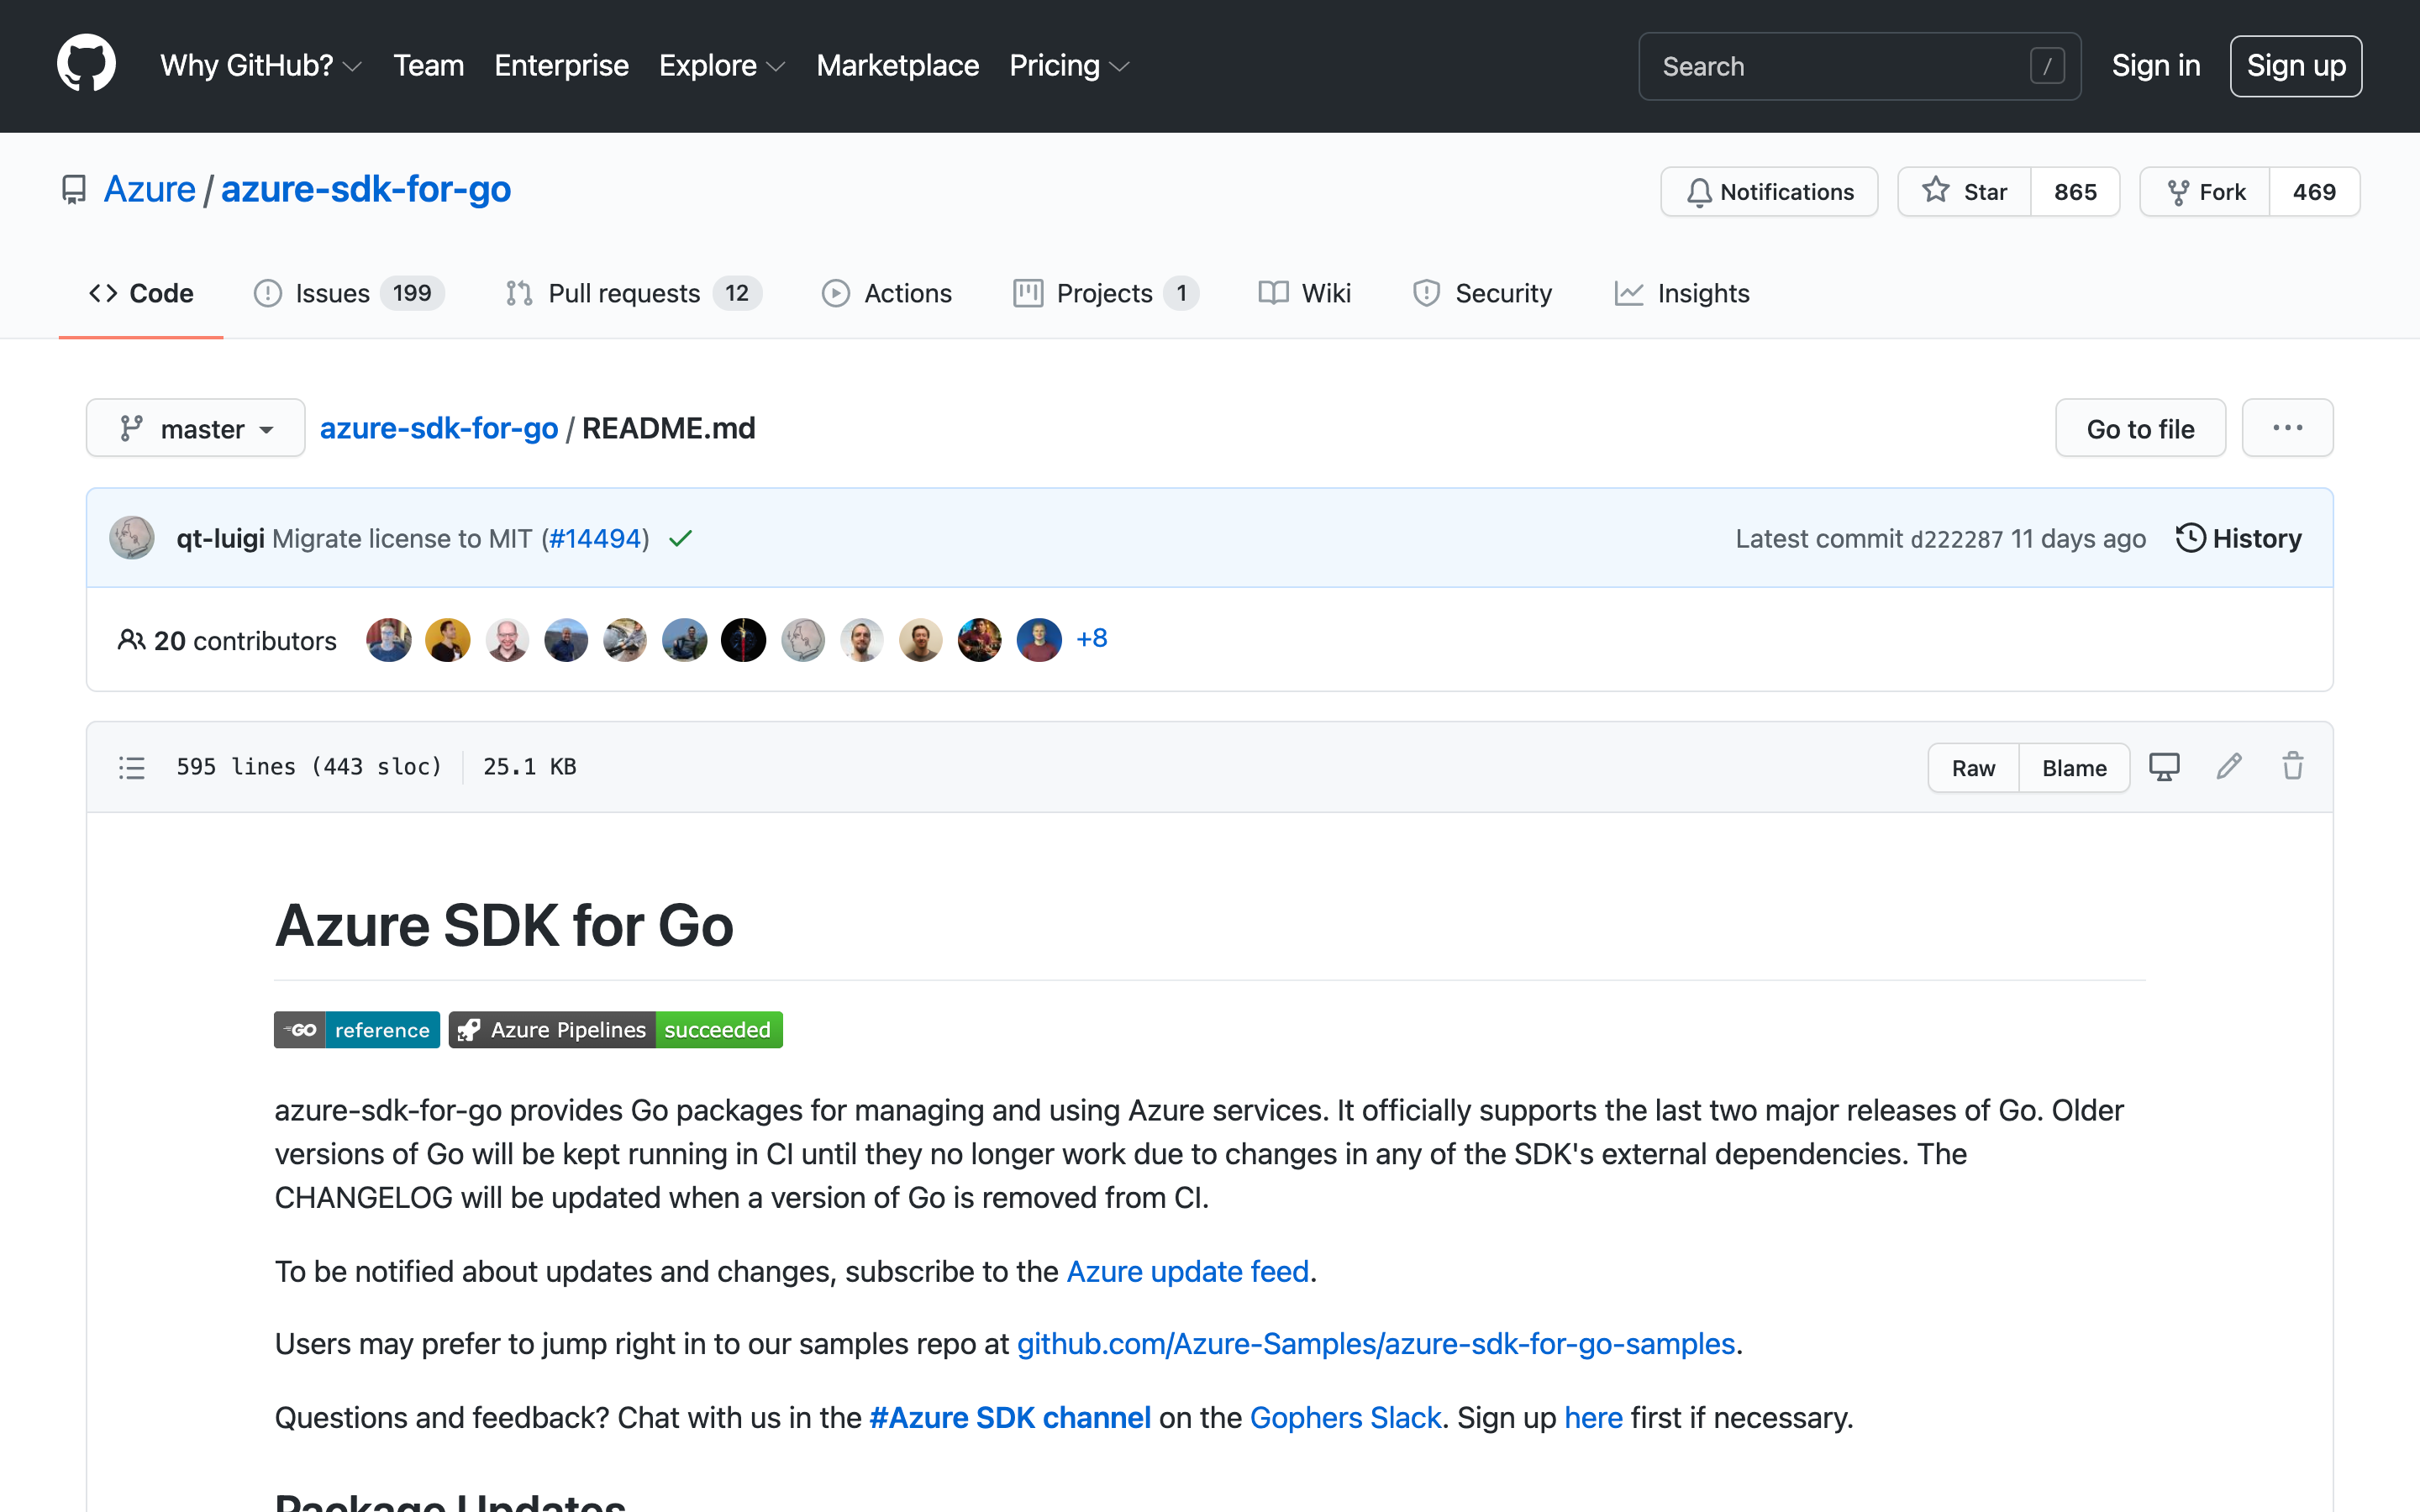 Why GitHub? Team Enterprise Explore Marketplace Pricing Search / Sign in Sign up
Azure / azure-sdk-for-go Notifications Star 865 Fork 469
Code Issues 199 Pull requests 12 Actions Projects 1 Wiki Security Insights
master azure-sdk-for-go / README.md Go to file ...
qt-luigi Migrate license to MIT (#14494) Latest commit d222287 11 days ago History
20 contributors +8
595 lines (443 sloc) 25.1 KB Raw Blame
Azure SDK for Go
GO reference Azure Pipelines succeeded
azure-sdk-for-go provides Go packages for managing and using Azure services. It officially supports the last two major releases of Go. Older
versions of Go will be kept running in CI until they no longer work due to changes in any of the SDK's external dependencies. The
CHANGELOG will be updated when a version of Go is removed from CI.
To be notified about updates and changes, subscribe to the Azure update feed.
Users may prefer to jump right in to our samples repo at github.com/Azure-Samples/azure-sdk-for-go-samples.
Questions and feedback? Chat with us in the #Azure SDK channel on the Gophers Slack. Sign up here first if necessary.
Package Updates